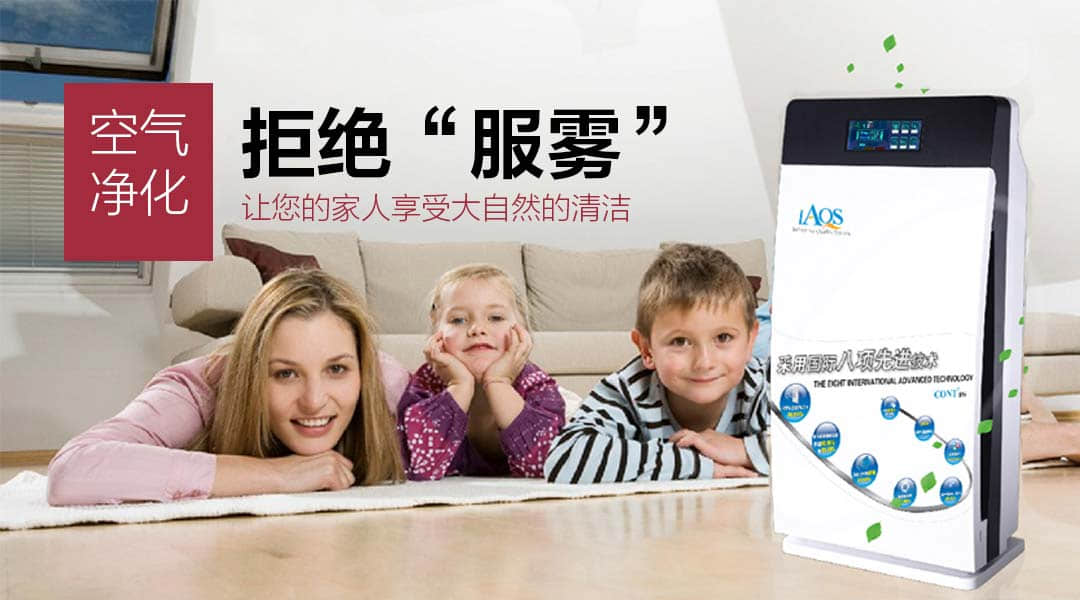 空气
净化
拒绝“服雾”
让您的家人享受大自然的清洁
iAQS
采用国际八项先进技术
THE EIGHT INTERNATIONAL ADVANCED TECHNOLOGY
CONT